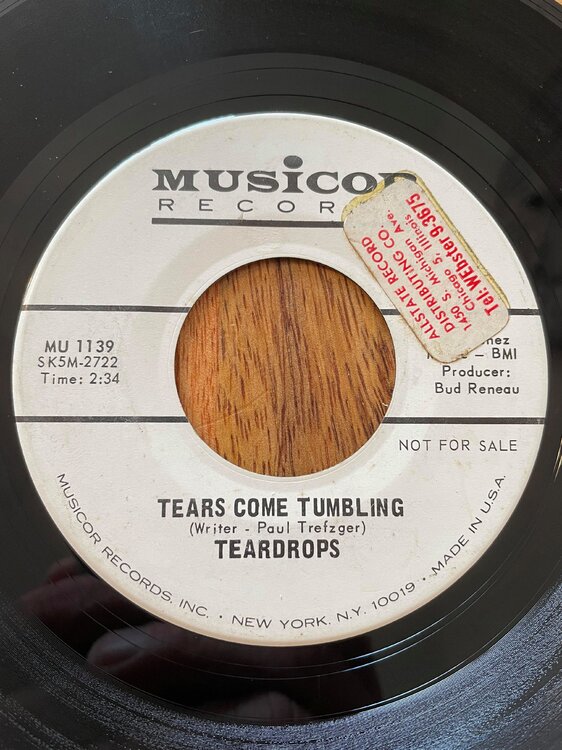 MUSICOR
RECOR
ALLSTATE RECORD
DISTRIBUTING CO.
1450 S. Michigan Ave.
Chicago 5, Illinois
Tel: WEbster 9-3675
MU 1139
SK5M-2722
Time: 2:34
– BMI
Producer:
Bud Reneau
NOT FOR SALE
TEARS COME TUMBLING
(Writer - Paul Trefzger)
TEARDROPS
MUSICOR RECORDS, INC. • NEW YORK, N.Y. 10019 • MADE IN U.S.A.